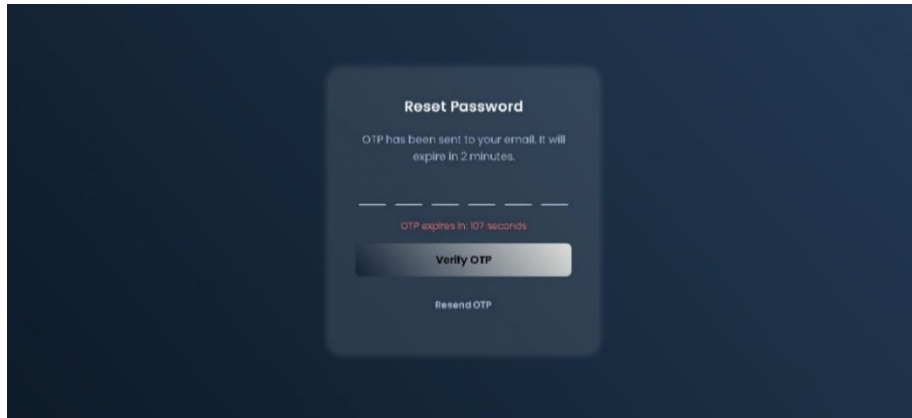 Reset Password
OTP has been sent to your email. It will
expire in 2 minutes.
OTP expires in: 107 seconds
Verify OTP
Resend OTP